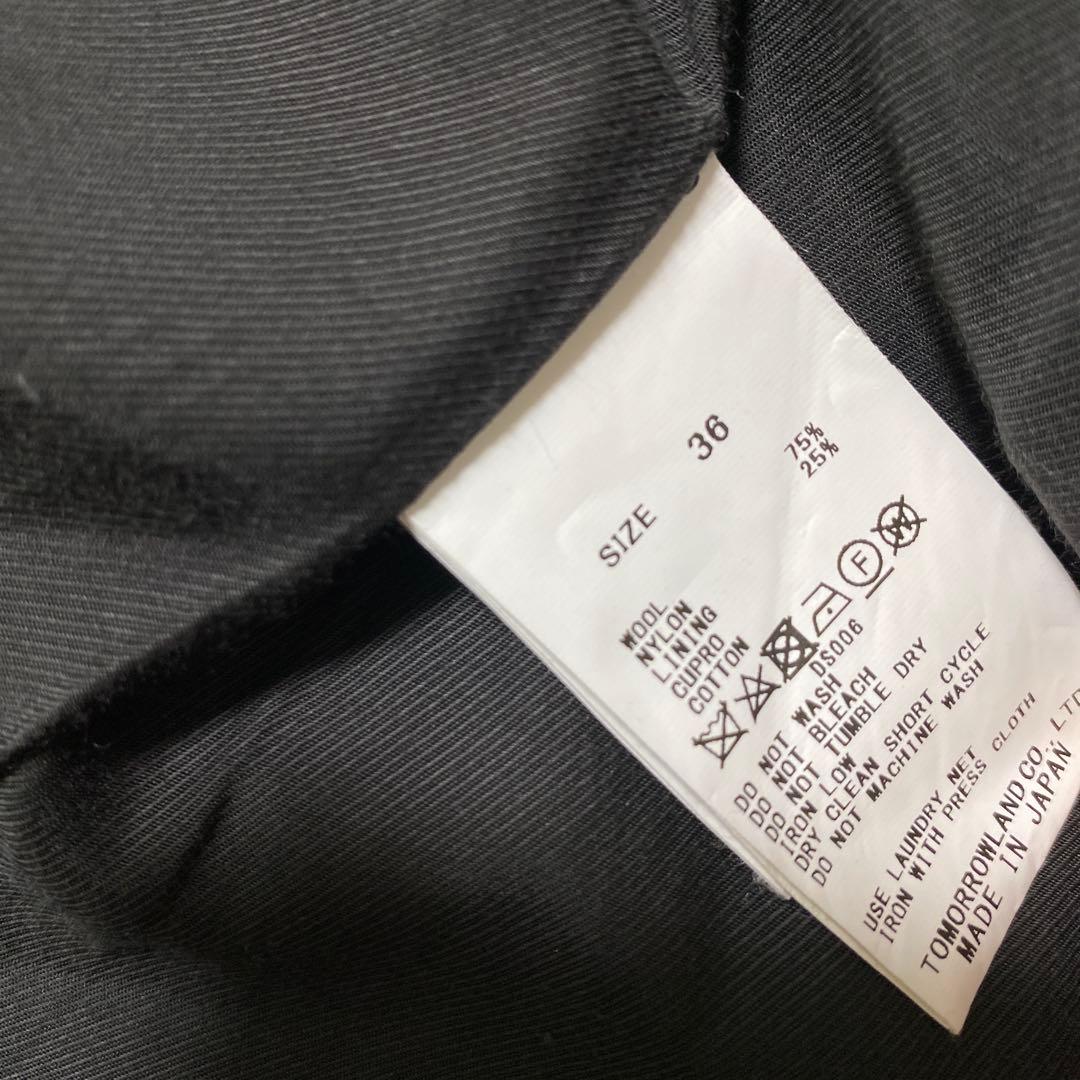 SIZE 36
WOOL 75%
NYLON 25%
LINING
CUPRO
COTTON
F W
DS006
DO NOT WASH
DO NOT BLEACH
DO NOT TUMBLE DRY
IRON LOW
DRY CLEAN SHORT CYCLE
DO NOT MACHINE WASH
USE LAUNDRY NET
IRON WITH PRESS CLOTH
TOMORROWLAND CO., LTD
MADE IN JAPAN